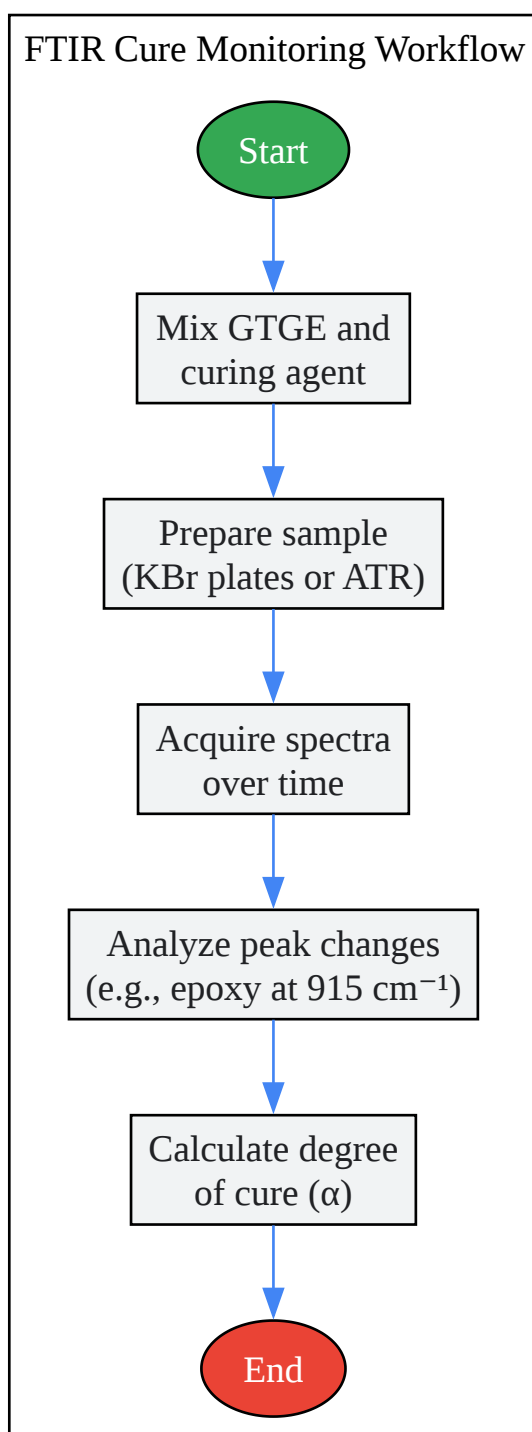 FTIR Cure Monitoring Workflow
Start
Mix GTGE and
curing agent
Prepare sample
(KBr plates or ATR)
Acquire spectra
over time
Analyze peak changes
(e.g., epoxy at 915 cm⁻¹)
Calculate degree
of cure (α)
End